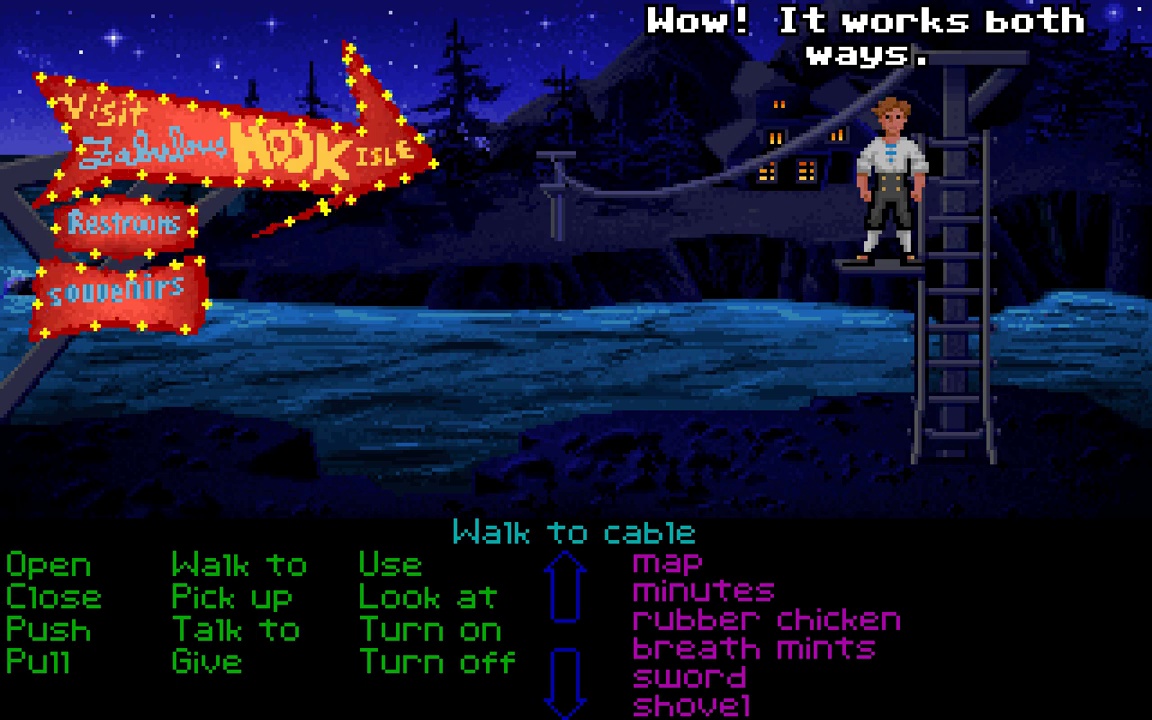 Wow! It works both
ways.
Visit
Fabulous HOOK ISLE
Restrooms
souvenirs
Walk to cable
Open Walk to Use
Close Pick up Look at
Push Talk to Turn on
Pull Give Turn off
map
minutes
rubber chicken
breath mints
sword
shovel